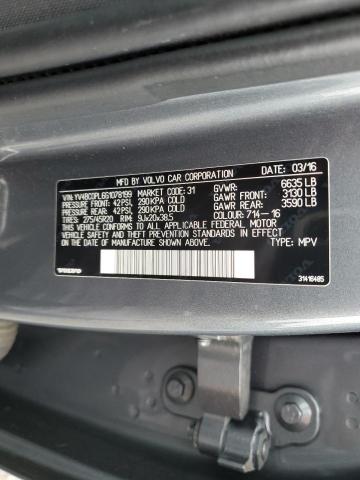 MFD BY VOLVO CAR CORPORATION DATE: 03/16
VIN: YV4BC0PL6G1078199 MARKET CODE: 31 GVWR: 6635 LB
PRESSURE FRONT: 42PSI, 290KPA COLD GAWR FRONT: 3130 LB
PRESSURE REAR: 42PSI, 290KPA COLD GAWR REAR: 3590 LB
TIRES: 275/45R20 RIM: 9Jx20x38.5 COLOUR: 714-16
THIS VEHICLE CONFORMS TO ALL APPLICABLE FEDERAL MOTOR
VEHICLE SAFETY AND THEFT PREVENTION STANDARDS IN EFFECT
ON THE DATE OF MANUFACTURE SHOWN ABOVE. TYPE: MPV
VOLVO 31416485